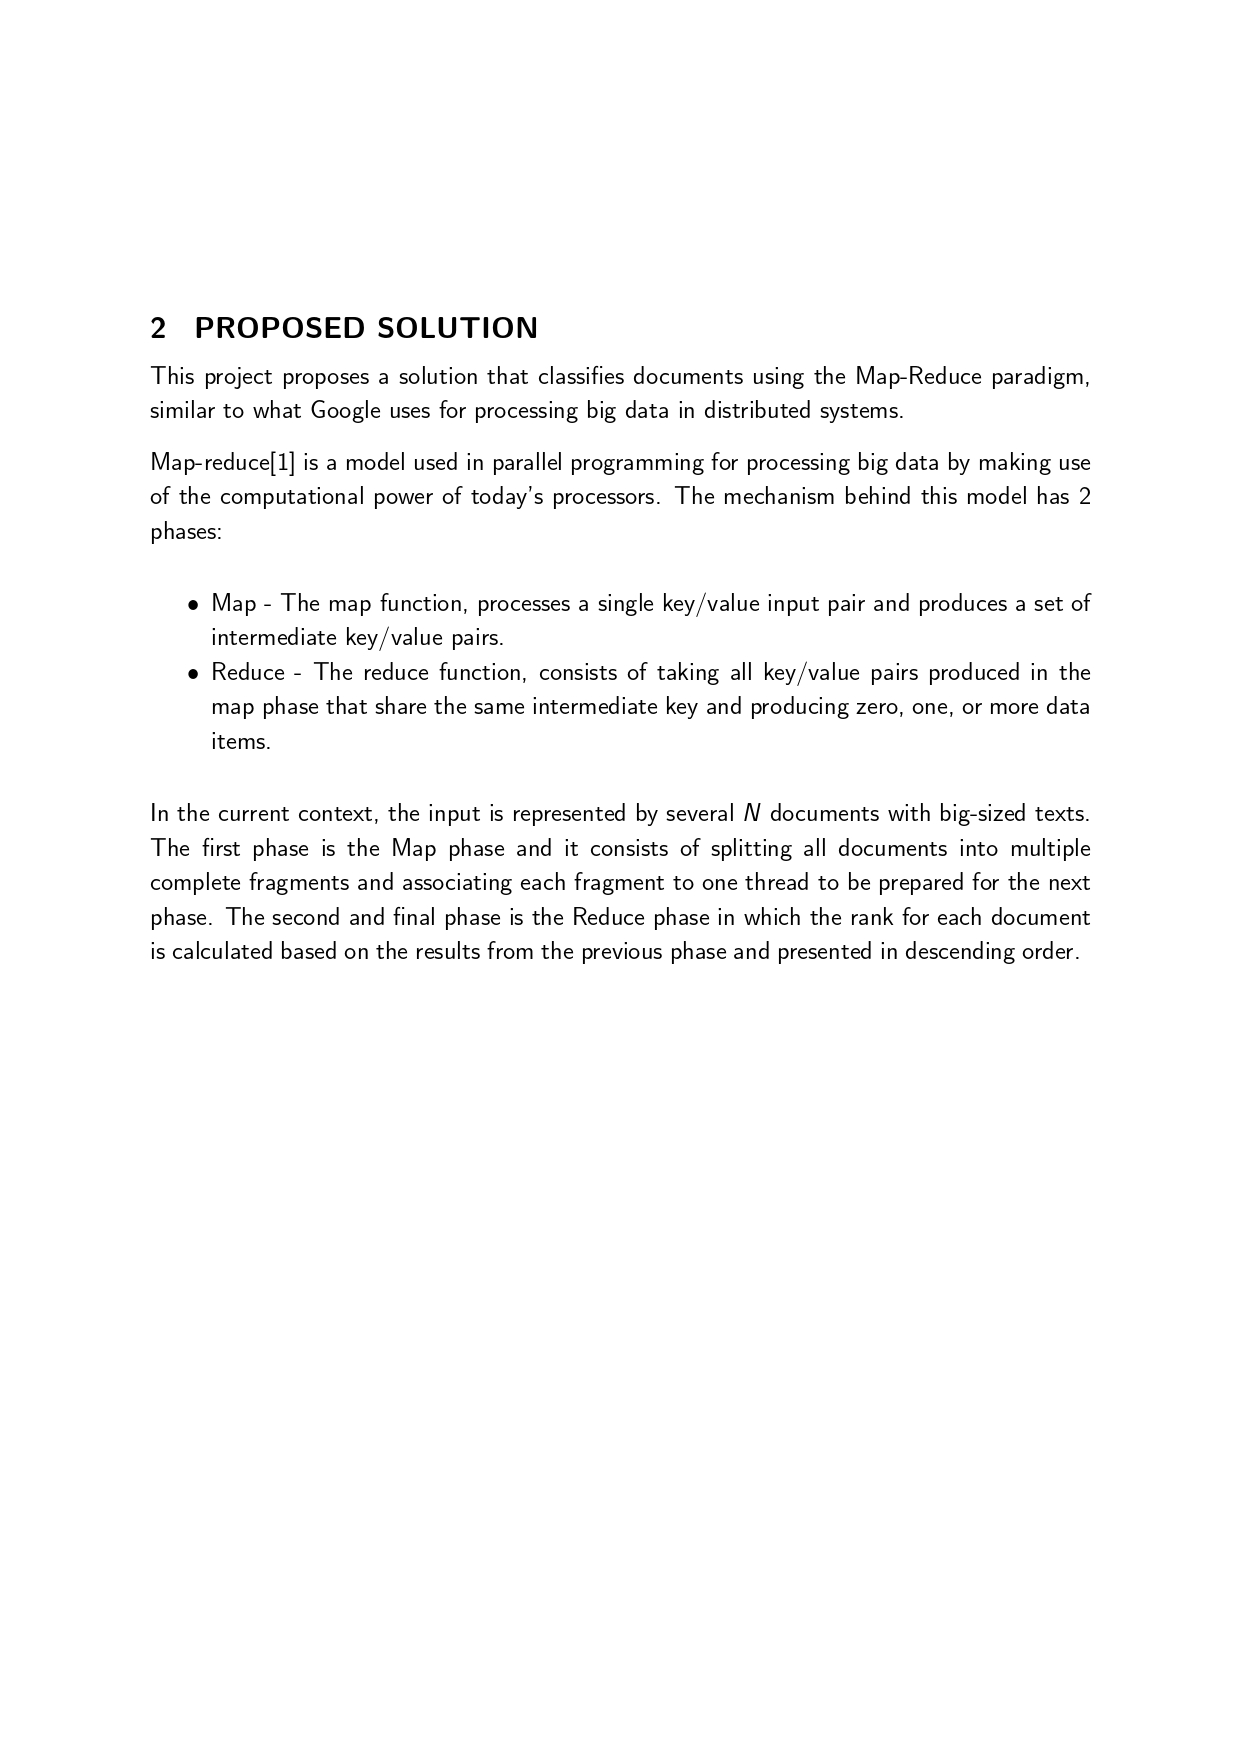 2 PROPOSED SOLUTION
This project proposes a solution that classifies documents using the Map-Reduce paradigm,
similar to what Google uses for processing big data in distributed systems.
Map-reduce[1] is a model used in parallel programming for processing big data by making use
of the computational power of today's processors. The mechanism behind this model has 2
phases:
• Map - The map function, processes a single key/value input pair and produces a set of
intermediate key/value pairs.
• Reduce - The reduce function, consists of taking all key/value pairs produced in the
map phase that share the same intermediate key and producing zero, one, or more data
items.
In the current context, the input is represented by several N documents with big-sized texts.
The first phase is the Map phase and it consists of splitting all documents into multiple
complete fragments and associating each fragment to one thread to be prepared for the next
phase. The second and final phase is the Reduce phase in which the rank for each document
is calculated based on the results from the previous phase and presented in descending order.